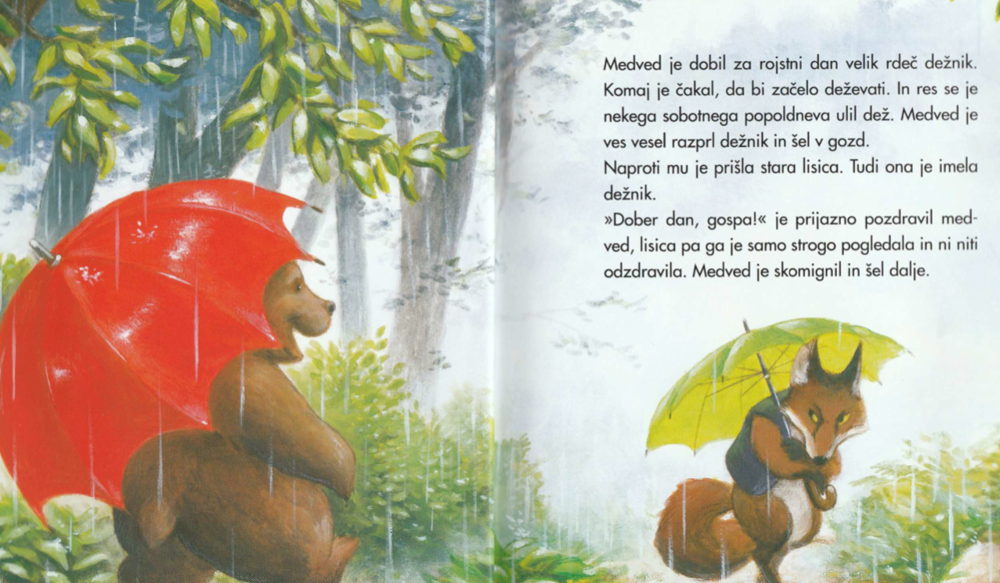 Medved je dobil za rojstni dan velik rdeč dežnik.
Komaj je čakal, da bi začelo deževati. In res se je
nekega sobotnega popoldneva ulil dež. Medved je
ves vesel razprl dežnik in šel v gozd.
Naproti mu je prišla stara lisica. Tudi ona je imela
dežnik.
»Dober dan, gospa!« je prijazno pozdravil med-
ved, lisica pa ga je samo strogo pogledala in ni niti
odzdravila. Medved je skomignil in šel dalje.